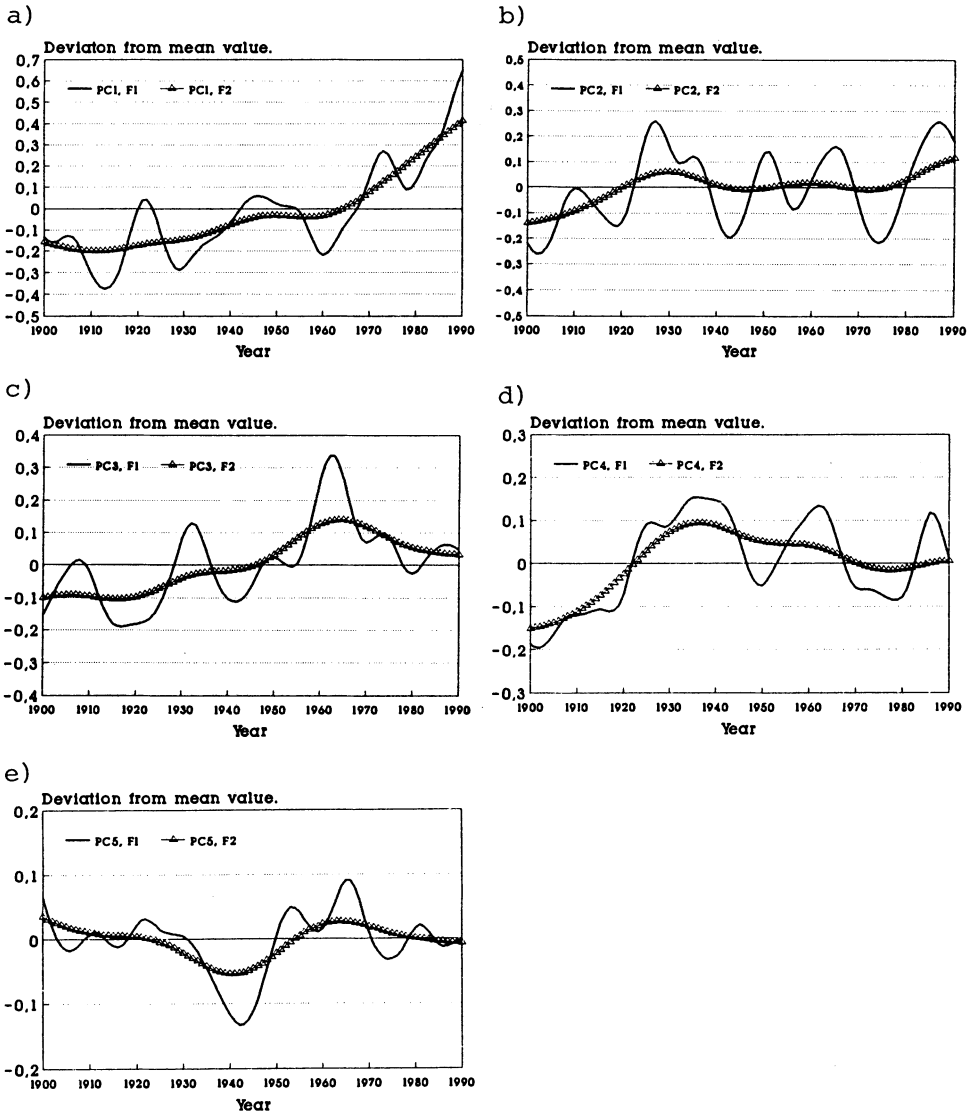 a)
Deviaton from mean value.
0,7
0,6
0,5
0,4
0,3
0,2
0,1
0
-0,1
-0,2
-0,3
-0,4
-0,5
PC1, F1
PC1, F2
1900 1910 1920 1930 1940 1950 1960 1970 1980 1990
Year
b)
Deviation from mean value.
0,5
0,4
0,3
0,2
0,1
0
-0,1
-0,2
-0,3
-0,4
-0,5
PC2, F1
PC2, F2
1900 1910 1920 1930 1940 1950 1960 1970 1980 1990
Year
c)
Deviation from mean value.
0,4
0,3
0,2
0,1
0
-0,1
-0,2
-0,3
-0,4
PC3, F1
PC3, F2
1900 1910 1920 1930 1940 1950 1960 1970 1980 1990
Year
d)
Deviation from mean value.
0,3
0,2
0,1
0
-0,1
-0,2
-0,3
PC4, F1
PC4, F2
1900 1910 1920 1930 1940 1950 1960 1970 1980 1990
Year
e)
Deviation from mean value.
0,2
0,1
0
-0,1
-0,2
PC5, F1
PC5, F2
1900 1910 1920 1930 1940 1950 1960 1970 1980 1990
Year